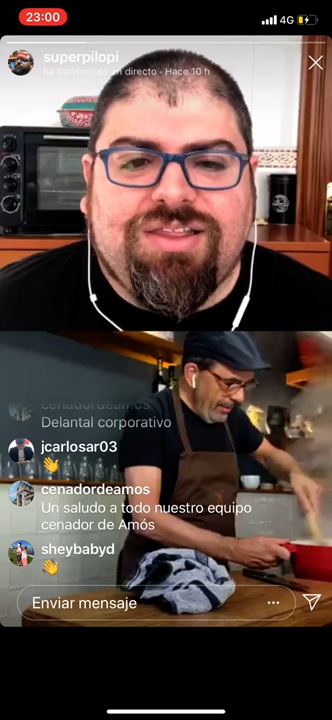 23:00
4G
superpilopi
ha transmitido en directo · Hace 10 h
cenadordeamos
Delantal corporativo
jcarlosar03
👋
cenadordeamos
Un saludo a todo nuestro equipo
cenador de Amós
sheybabyd
👋
Enviar mensaje